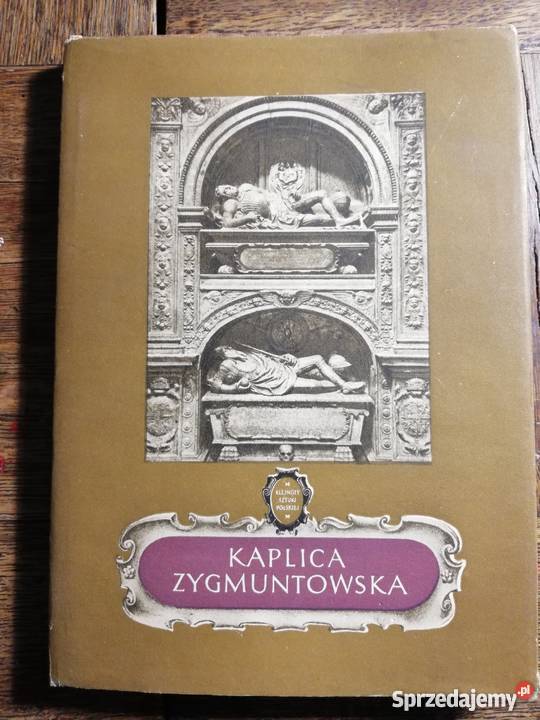 KLEJNOTY
SZTUKI
POLSKIEJ
KAPLICA
ZYGMUNTOWSKA
Sprzedajemy.pl